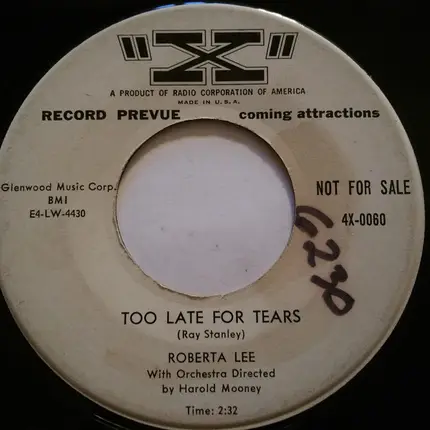 "X"
A PRODUCT OF RADIO CORPORATION OF AMERICA
MADE IN U.S.A.
RECORD PREVUE coming attractions
Glenwood Music Corp.
BMI
E4-LW-4430
NOT FOR SALE
4X-0060
6230
TOO LATE FOR TEARS
(Ray Stanley)
ROBERTA LEE
With Orchestra Directed
by Harold Mooney
Time: 2:32